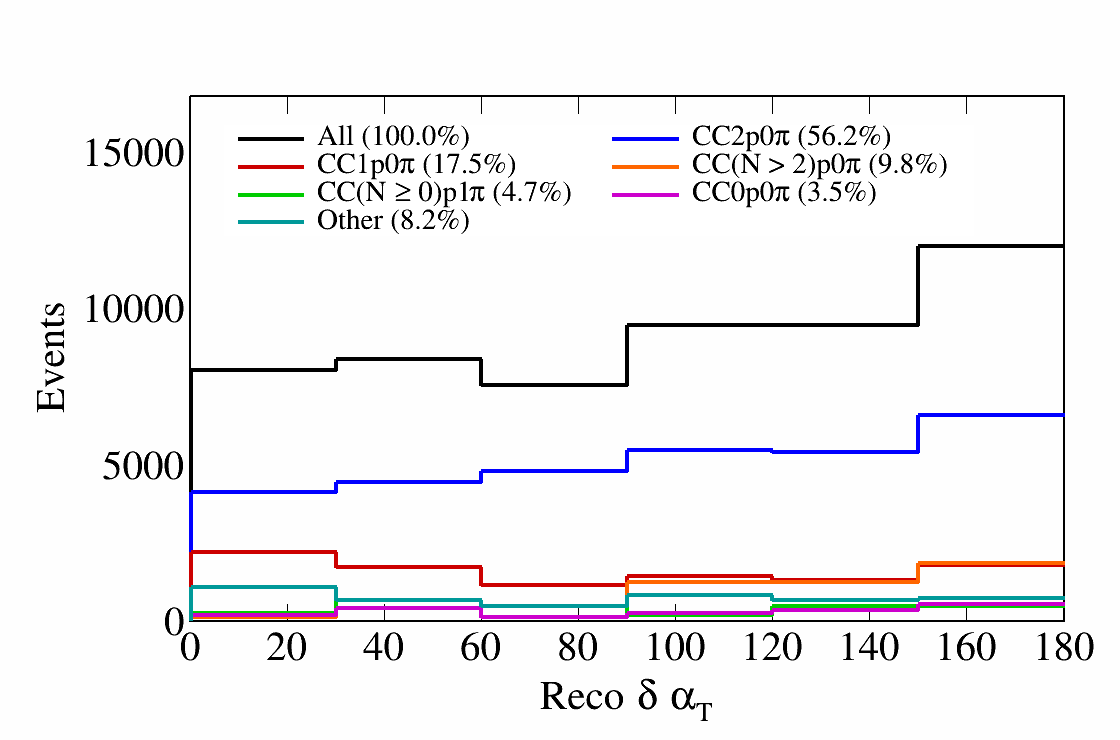 All (100.0%)
CC2p0π (56.2%)
CC1p0π (17.5%)
CC(N > 2)p0π (9.8%)
CC(N ≥ 0)p1π (4.7%)
CC0p0π (3.5%)
Other (8.2%)
15000
10000
5000
0
Events
0 20 40 60 80 100 120 140 160 180
Reco δ α_T